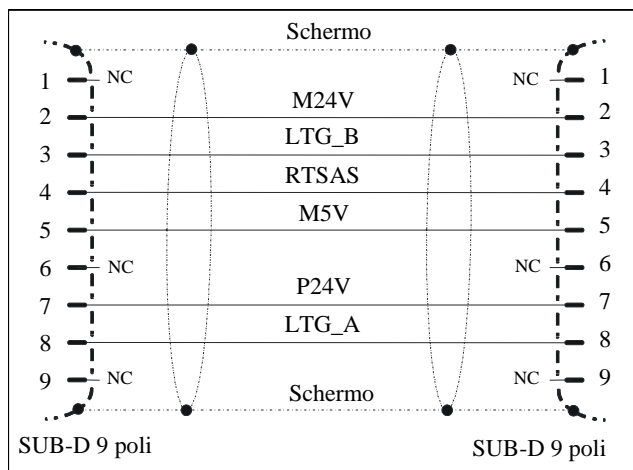 Schermo
1 NC NC 1
M24V
2 2
LTG_B
3 3
RTSAS
4 4
M5V
5 5
6 NC NC 6
P24V
7 7
LTG_A
8 8
9 NC NC 9
Schermo
SUB-D 9 poli SUB-D 9 poli